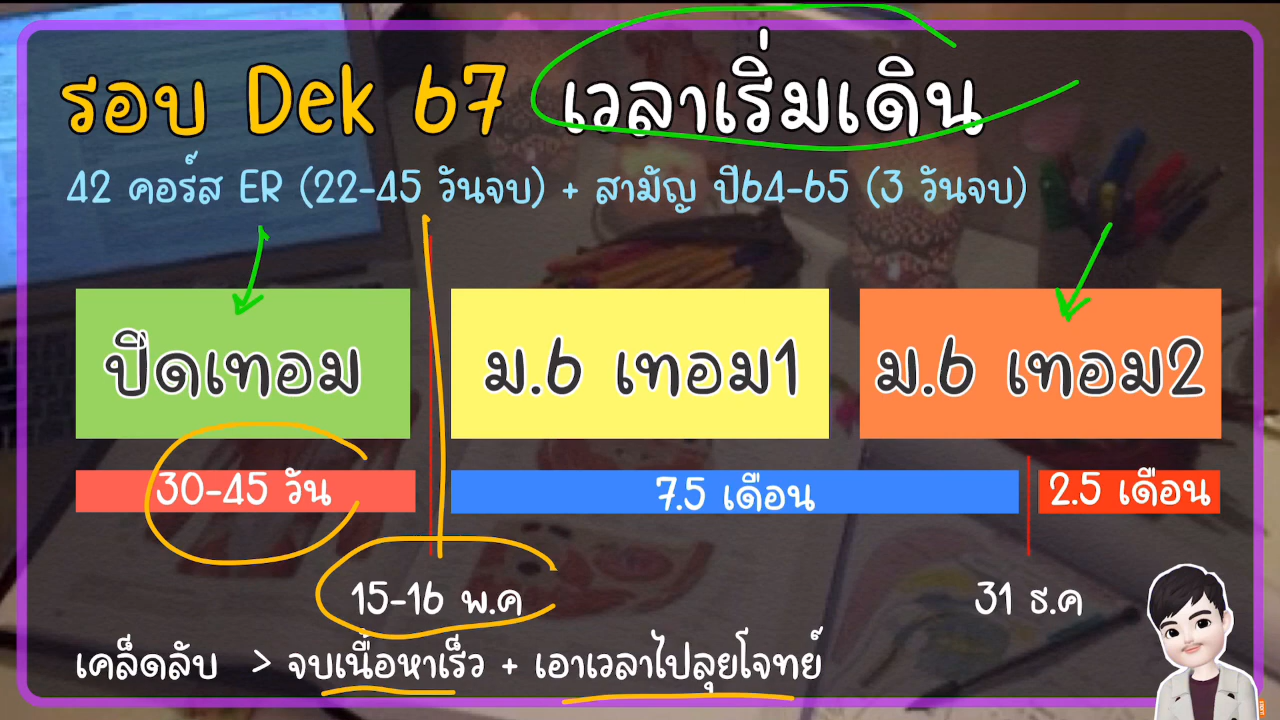 รอบ Dek 67 เวลาเริ่มเดิน
42 คอร์ส ER (22-45 วันจบ) + สามัญ ปี64-65 (3 วันจบ)
ปิดเทอม ม.6 เทอม1 ม.6 เทอม2
30-45 วัน 7.5 เดือน 2.5 เดือน
15-16 พ.ค 31 ธ.ค
เคล็ดลับ > จบเนื้อหาเร็ว + เอาเวลาไปลุยโจทย์